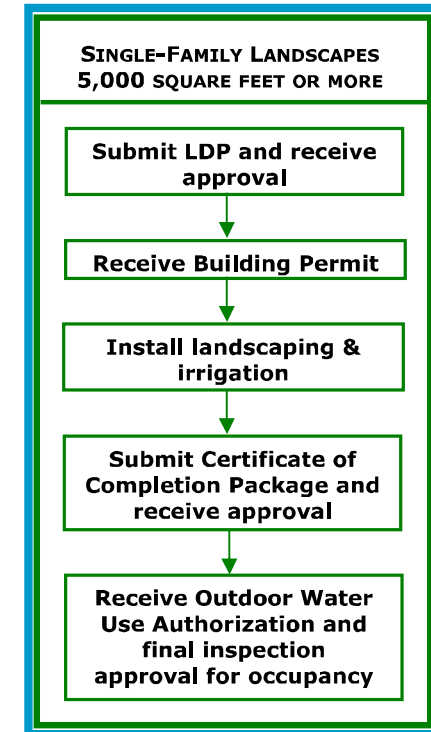 SINGLE-FAMILY LANDSCAPES
5,000 SQUARE FEET OR MORE
Submit LDP and receive
approval
Receive Building Permit
Install landscaping &
irrigation
Submit Certificate of
Completion Package and
receive approval
Receive Outdoor Water
Use Authorization and
final inspection
approval for occupancy